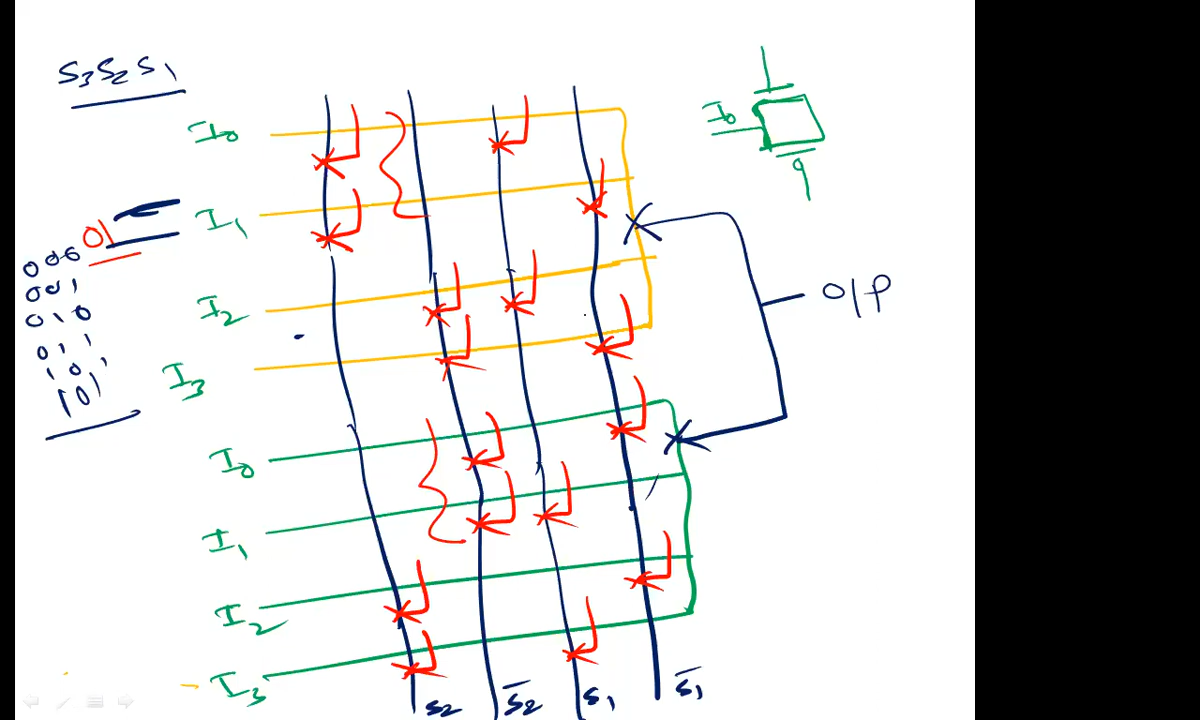 S3S2S1
I0
I0
I1
01
000
001
010
011
101
101
I2
I3
O/P
I0
I1
I2
I3
S2
S̅2
S1
S̅1